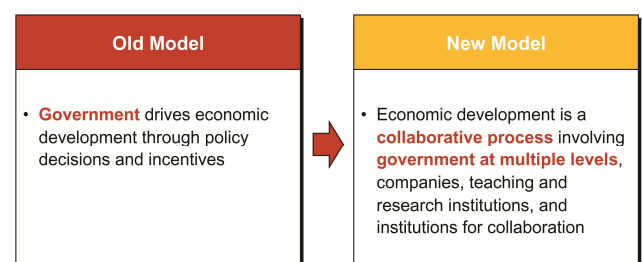 Old Model
• Government drives economic
development through policy
decisions and incentives
New Model
• Economic development is a
collaborative process involving
government at multiple levels,
companies, teaching and
research institutions, and
institutions for collaboration